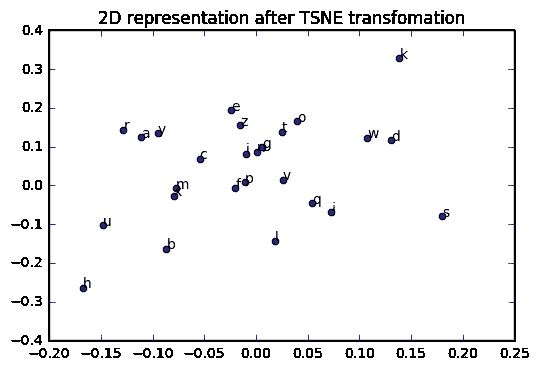 2D representation after TSNE transfomation
0.4
k
0.3
0.2
e
z
o
r
a
t
w
d
0.1
g
c
m
0.0
f
p
x
q
s
−0.1
u
l
b
−0.2
h
−0.3
−0.4
−0.20 −0.15 −0.10 −0.05 0.00 0.05 0.10 0.15 0.20 0.25